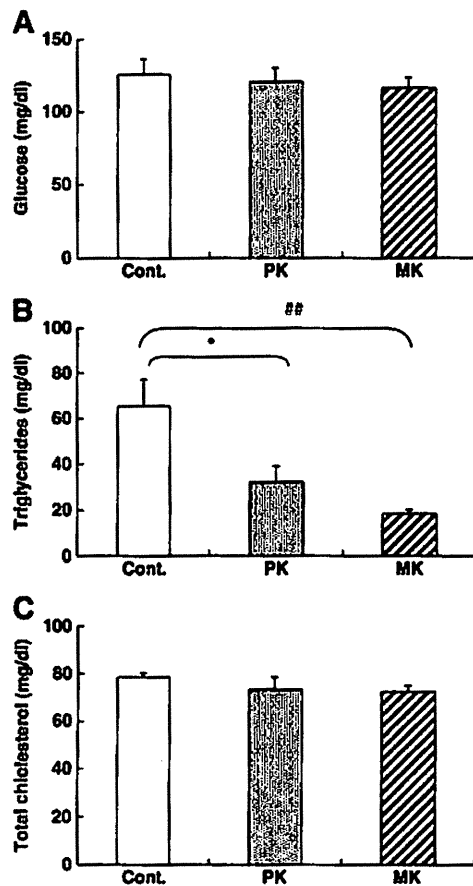 A
Glucose (mg/dl)
150
100
50
0
Cont. PK MK
B
##
*
Triglycerides (mg/dl)
100
80
60
40
20
0
Cont. PK MK
C
Total chlolesterol (mg/dl)
100
80
60
40
20
0
Cont. PK MK